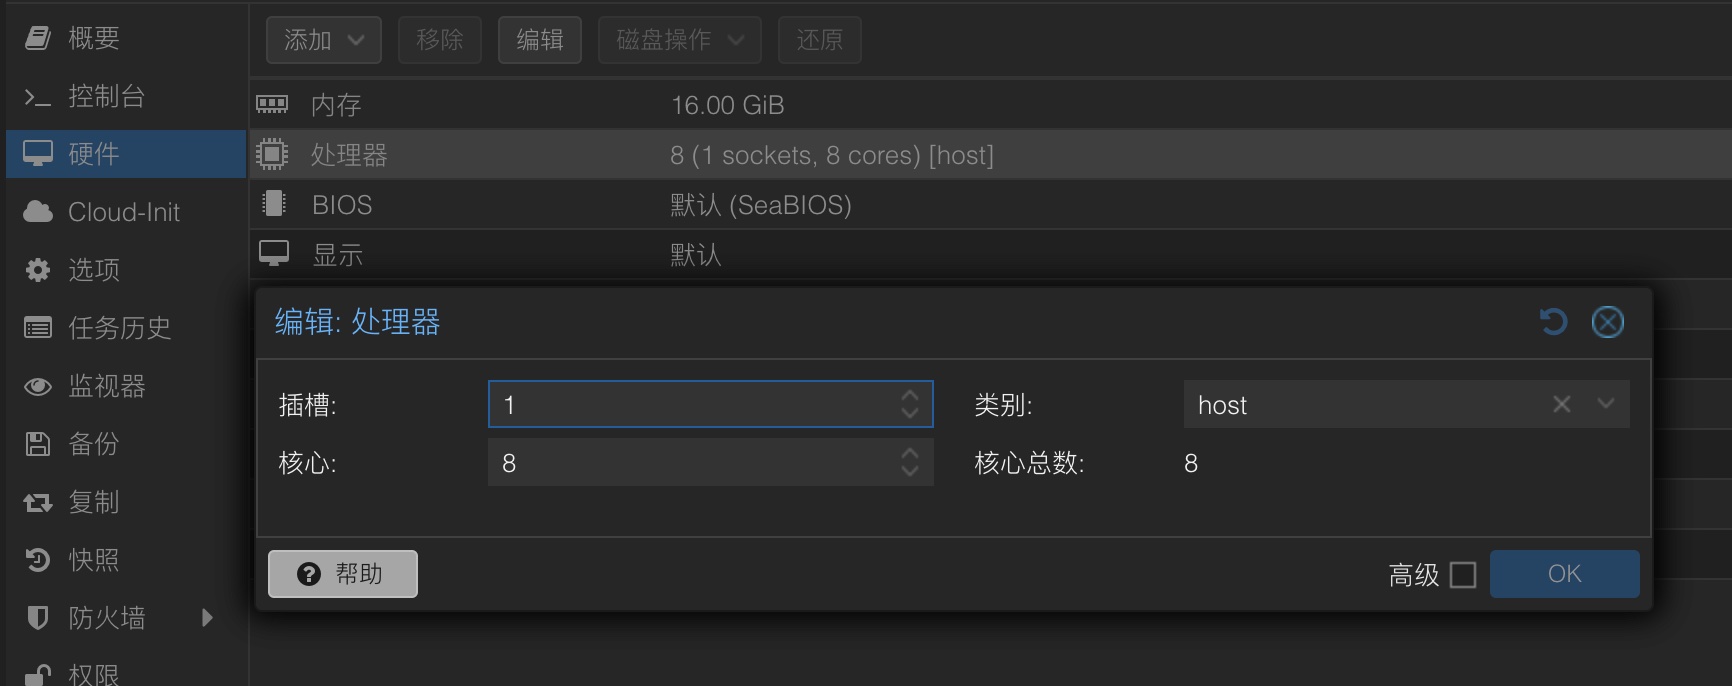 概要
控制台
硬件
Cloud-Init
选项
任务历史
监视器
备份
复制
快照
防火墙
权限
添加 移除 编辑 磁盘操作 还原
内存 16.00 GiB
处理器 8 (1 sockets, 8 cores) [host]
BIOS 默认 (SeaBIOS)
显示 默认
编辑: 处理器
插槽: 1 类别: host
核心: 8 核心总数: 8
帮助 高级 OK